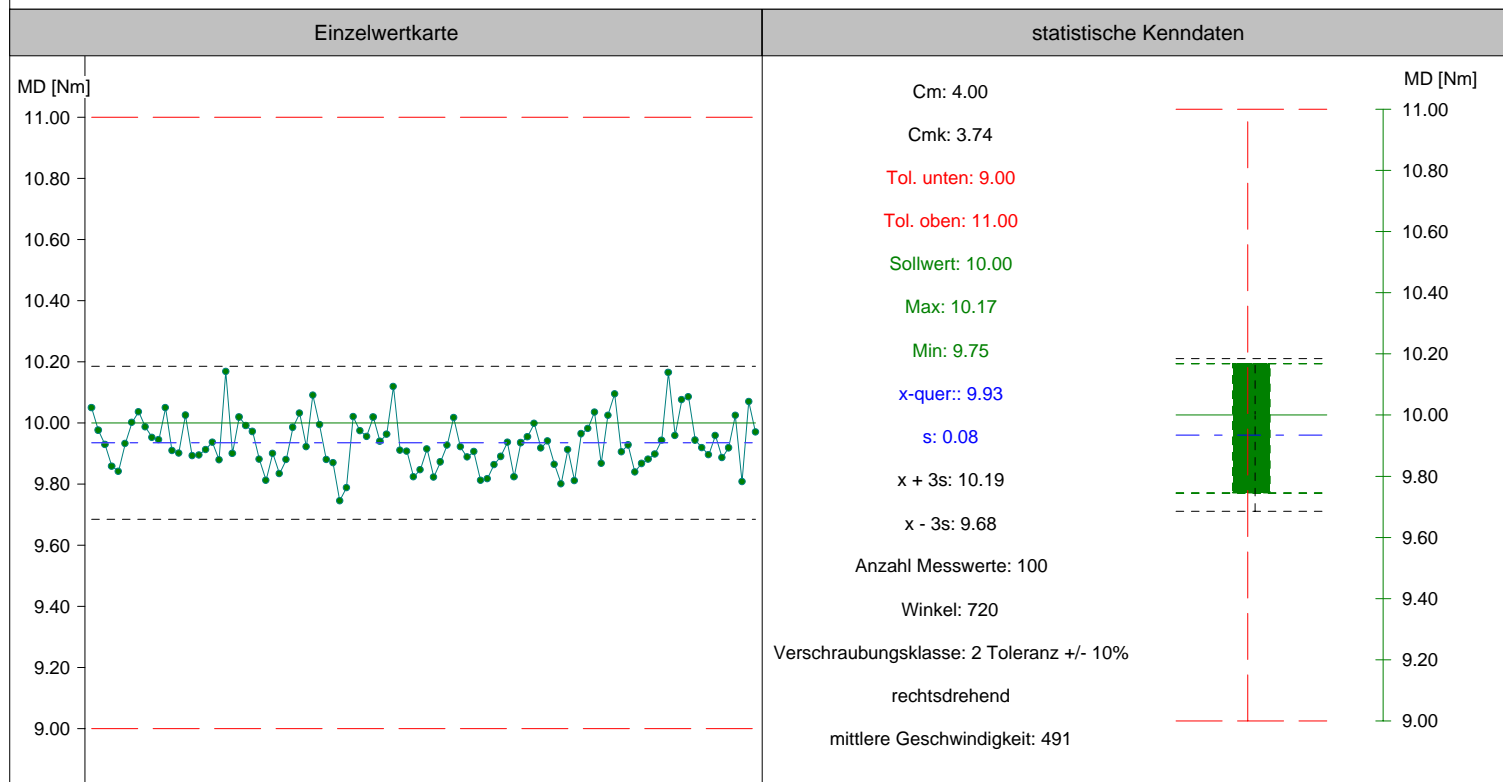 Einzelwertkarte
statistische Kenndaten
MD [Nm]
11.00
10.80
10.60
10.40
10.20
10.00
9.80
9.60
9.40
9.20
9.00
Cm: 4.00
Cmk: 3.74
Tol. unten: 9.00
Tol. oben: 11.00
Sollwert: 10.00
Max: 10.17
Min: 9.75
x-quer:: 9.93
s: 0.08
x + 3s: 10.19
x - 3s: 9.68
Anzahl Messwerte: 100
Winkel: 720
Verschraubungsklasse: 2 Toleranz +/- 10%
rechtsdrehend
mittlere Geschwindigkeit: 491
MD [Nm]
11.00
10.80
10.60
10.40
10.20
10.00
9.80
9.60
9.40
9.20
9.00